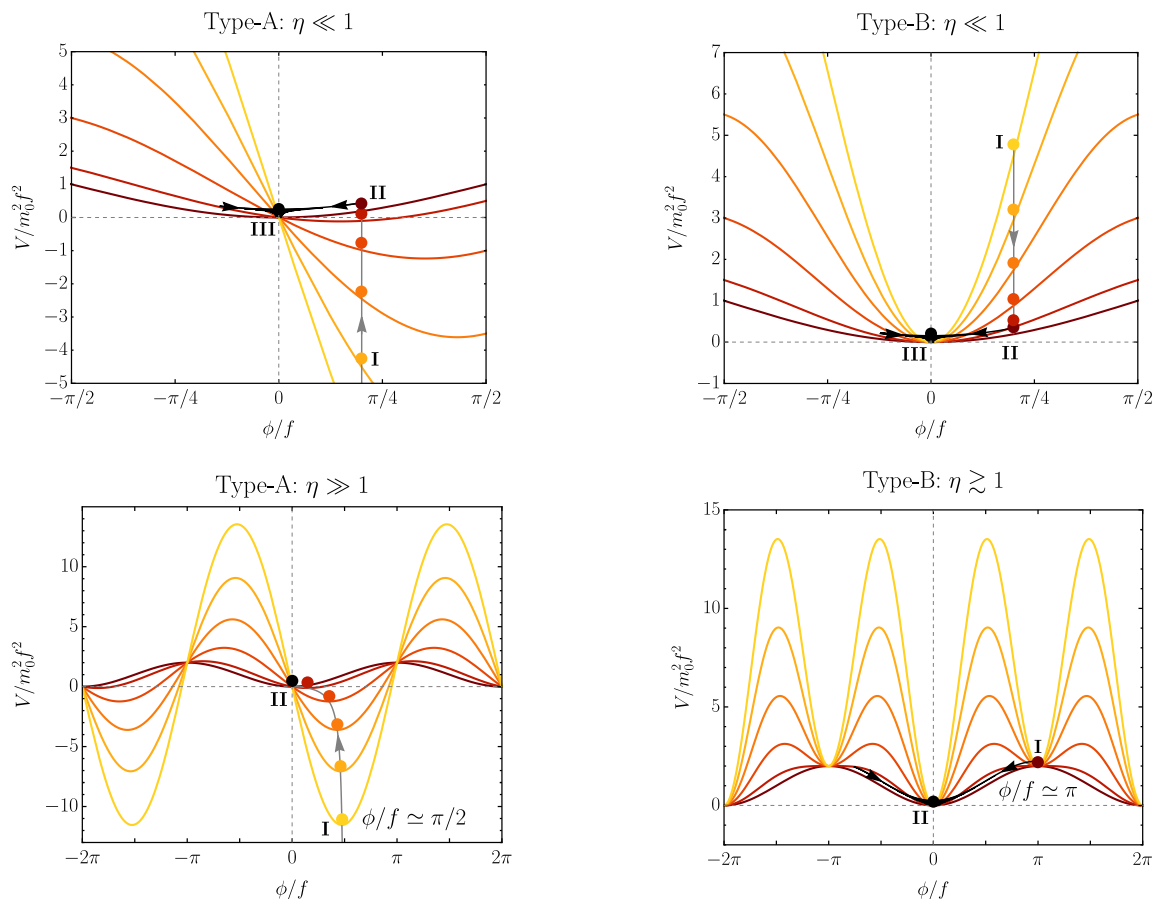 Type-A: η ≪ 1
5
4
3
2
1
0
−1
−2
−3
−4
−5
V/m₀²f²
−π/2
−π/4
0
π/4
π/2
ϕ/f
I
II
III
Type-B: η ≪ 1
7
6
5
4
3
2
1
0
−1
V/m₀²f²
−π/2
−π/4
0
π/4
π/2
ϕ/f
I
II
III
Type-A: η ≫ 1
10
5
0
−5
−10
V/m₀²f²
−2π
−π
0
π
2π
ϕ/f
II
I
ϕ/f ≃ π/2
Type-B: η ≳ 1
15
10
5
0
V/m₀²f²
−2π
−π
0
π
2π
ϕ/f
I
ϕ/f ≃ π
II